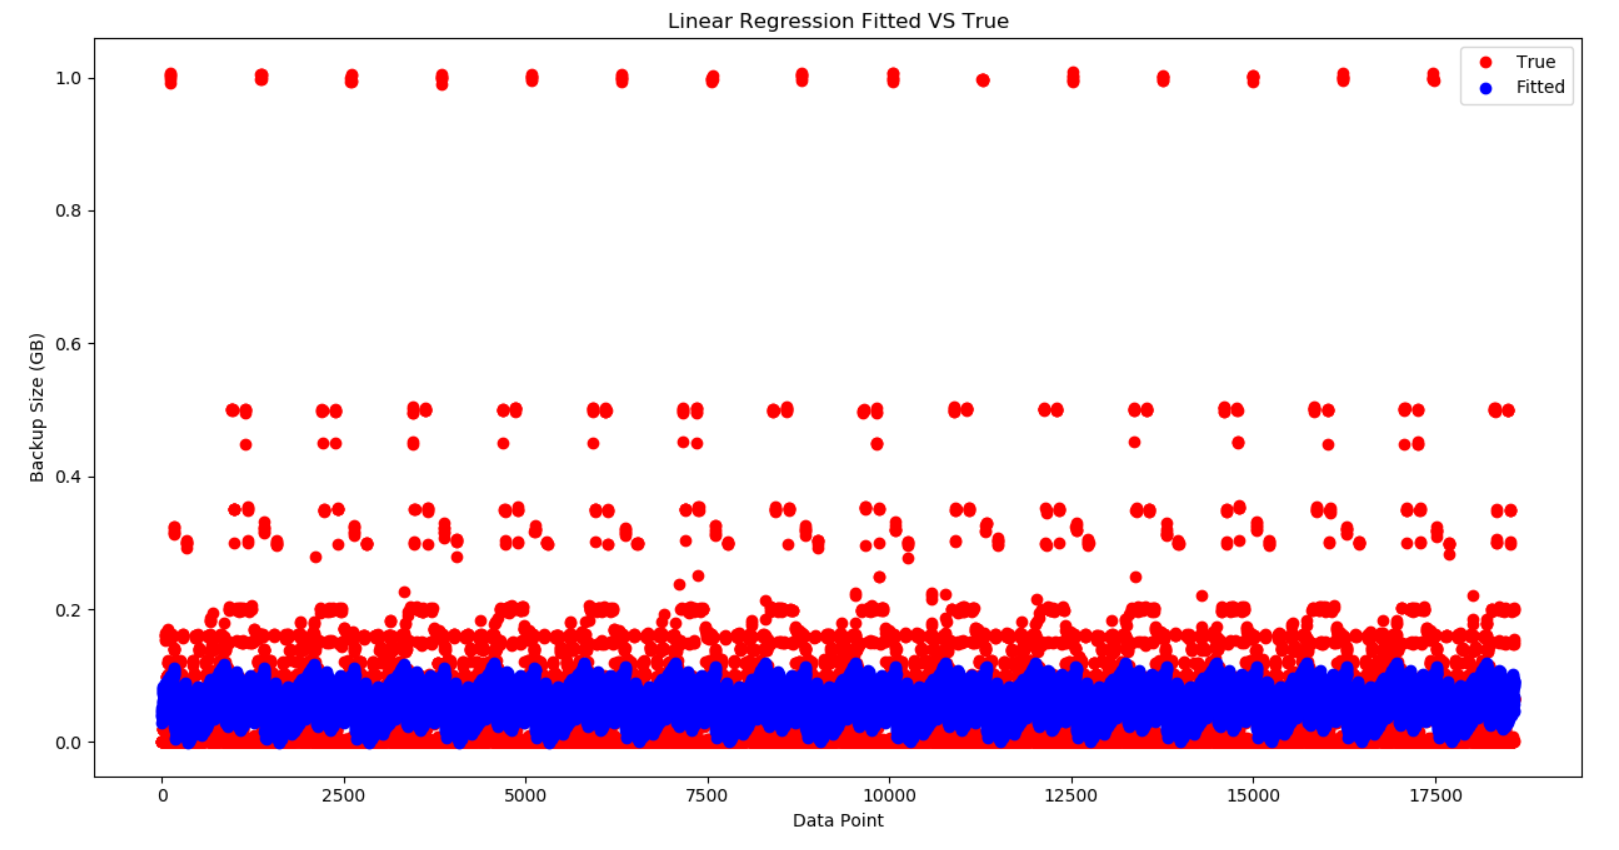 Linear Regression Fitted VS True
True
Fitted
1.0
0.8
0.6
0.4
0.2
0.0
Backup Size (GB)
0 2500 5000 7500 10000 12500 15000 17500
Data Point